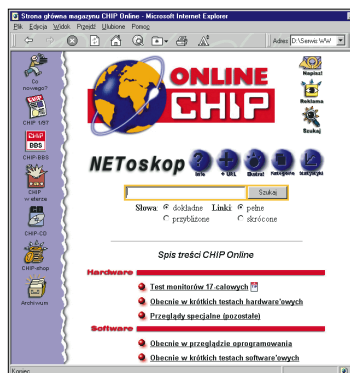 Strona główna magazynu CHIP Online - Microsoft Internet Explorer
Plik Edycja Widok Przejdź Ulubione Pomoc
Adres D:\Serwis WW
Co nowego?
CHIP 1/97
CHIP
BBS
CHIP-BBS
CHIP w eterze
CHIP-CD
CHIP-shop
Archiwum
ONLINE
CHIP
Napisz!
Reklama
Szukaj
NEToskop
Info
+ URL
Ekstra!
Kategorie
Statystyki
Szukaj
Słowa: dokładne Linki: pełne
przybliżone skrócone
Spis treści CHIP Online
Hardware
Test monitorów 17-calowych
Obecnie w krótkich testach hardware'owych
Przeglądy specjalne (pozostałe)
Software
Obecnie w przeglądzie oprogramowania
Obecnie w krótkich testach software'owych
Koniec